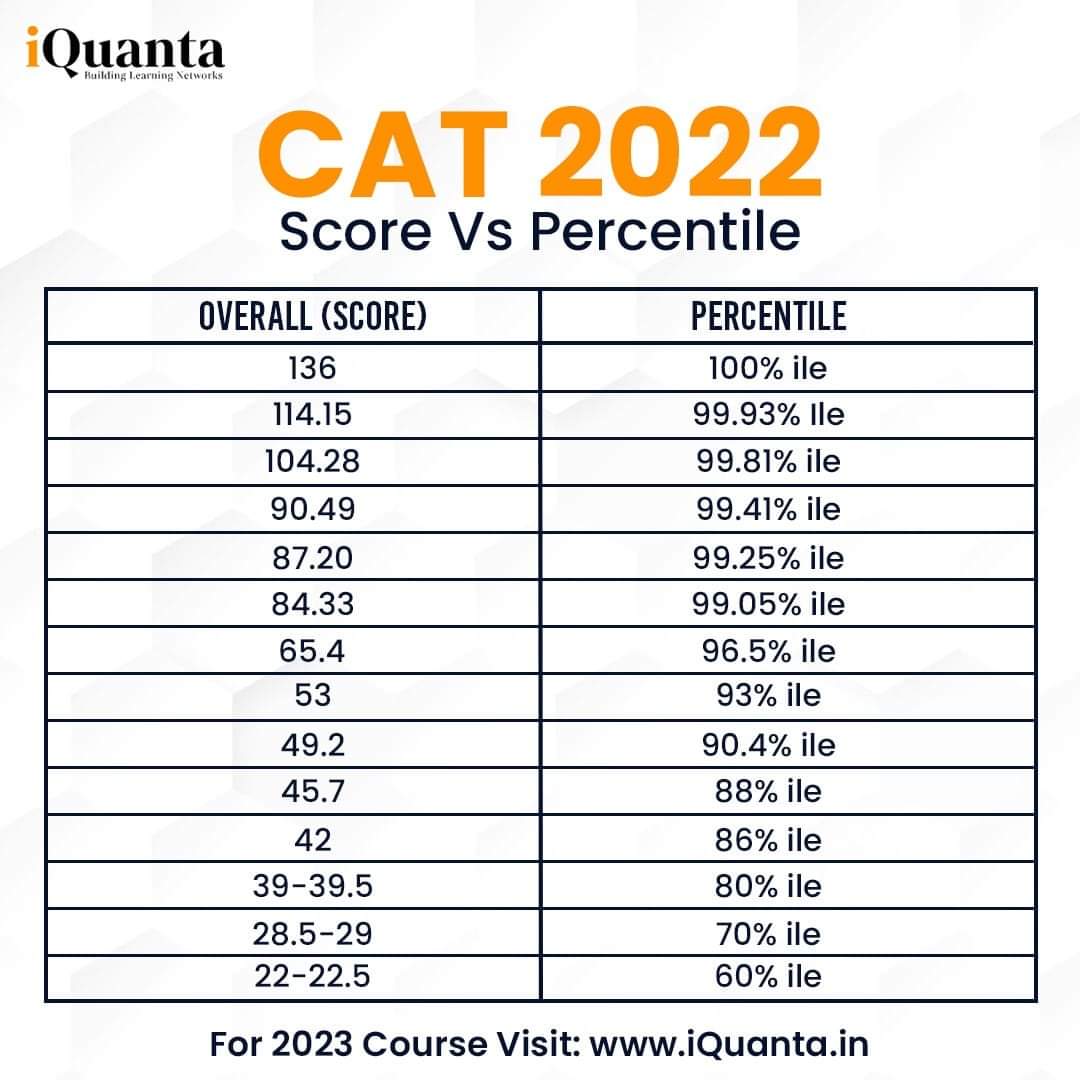 iQuanta
Building Learning Networks
CAT 2022
Score Vs Percentile
OVERALL (SCORE) PERCENTILE
136 100% ile
114.15 99.93% Ile
104.28 99.81% ile
90.49 99.41% ile
87.20 99.25% ile
84.33 99.05% ile
65.4 96.5% ile
53 93% ile
49.2 90.4% ile
45.7 88% ile
42 86% ile
39-39.5 80% ile
28.5-29 70% ile
22-22.5 60% ile
For 2023 Course Visit: www.iQuanta.in